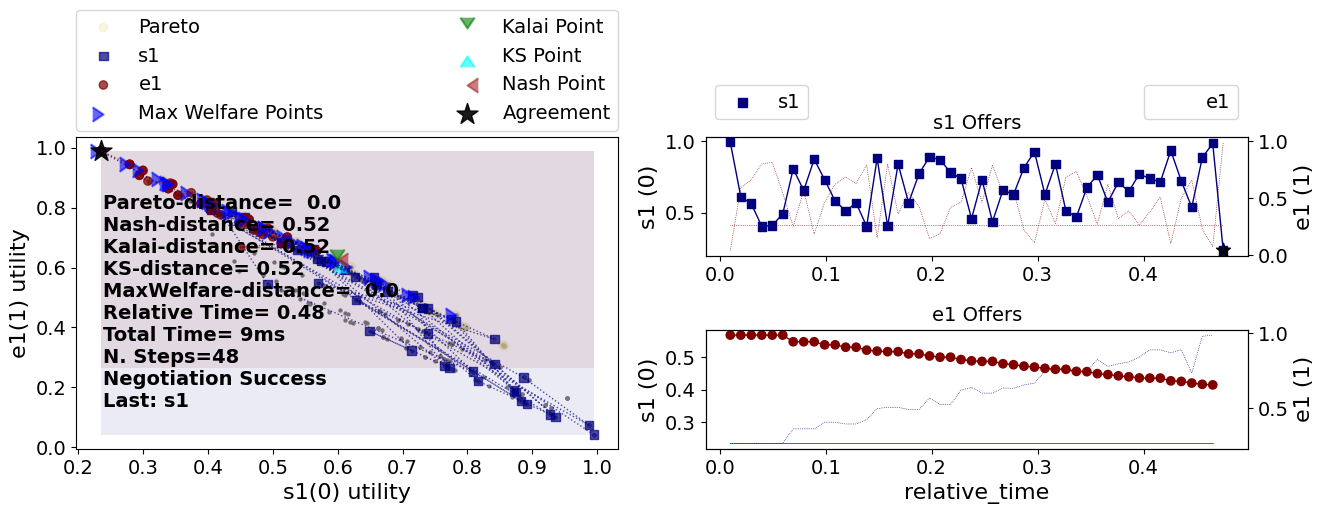 Pareto
s1
e1
Max Welfare Points
Kalai Point
KS Point
Nash Point
Agreement
1.0
0.8
0.6
0.4
0.2
0.0
e1(1) utility
Pareto-distance=  0.0
Nash-distance= 0.52
Kalai-distance= 0.52
KS-distance= 0.52
MaxWelfare-distance=  0.0
Relative Time= 0.48
Total Time= 9ms
N. Steps=48
Negotiation Success
Last: s1
0.2 0.3 0.4 0.5 0.6 0.7 0.8 0.9 1.0
s1(0) utility
s1
e1
s1 Offers
1.0
0.5
s1 (0)
1.0
0.5
0.0
e1 (1)
0.0 0.1 0.2 0.3 0.4
relative_time
e1 Offers
0.5
0.4
0.3
s1 (0)
1.0
0.5
e1 (1)
0.0 0.1 0.2 0.3 0.4
relative_time